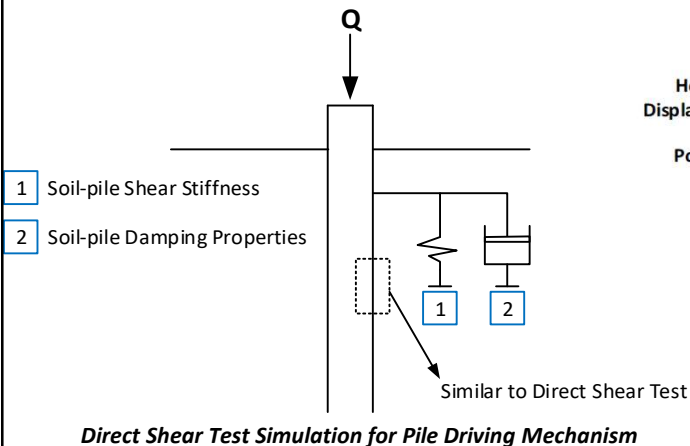 Q
1 Soil-pile Shear Stiffness
2 Soil-pile Damping Properties
1
2
Similar to Direct Shear Test
Direct Shear Test Simulation for Pile Driving Mechanism